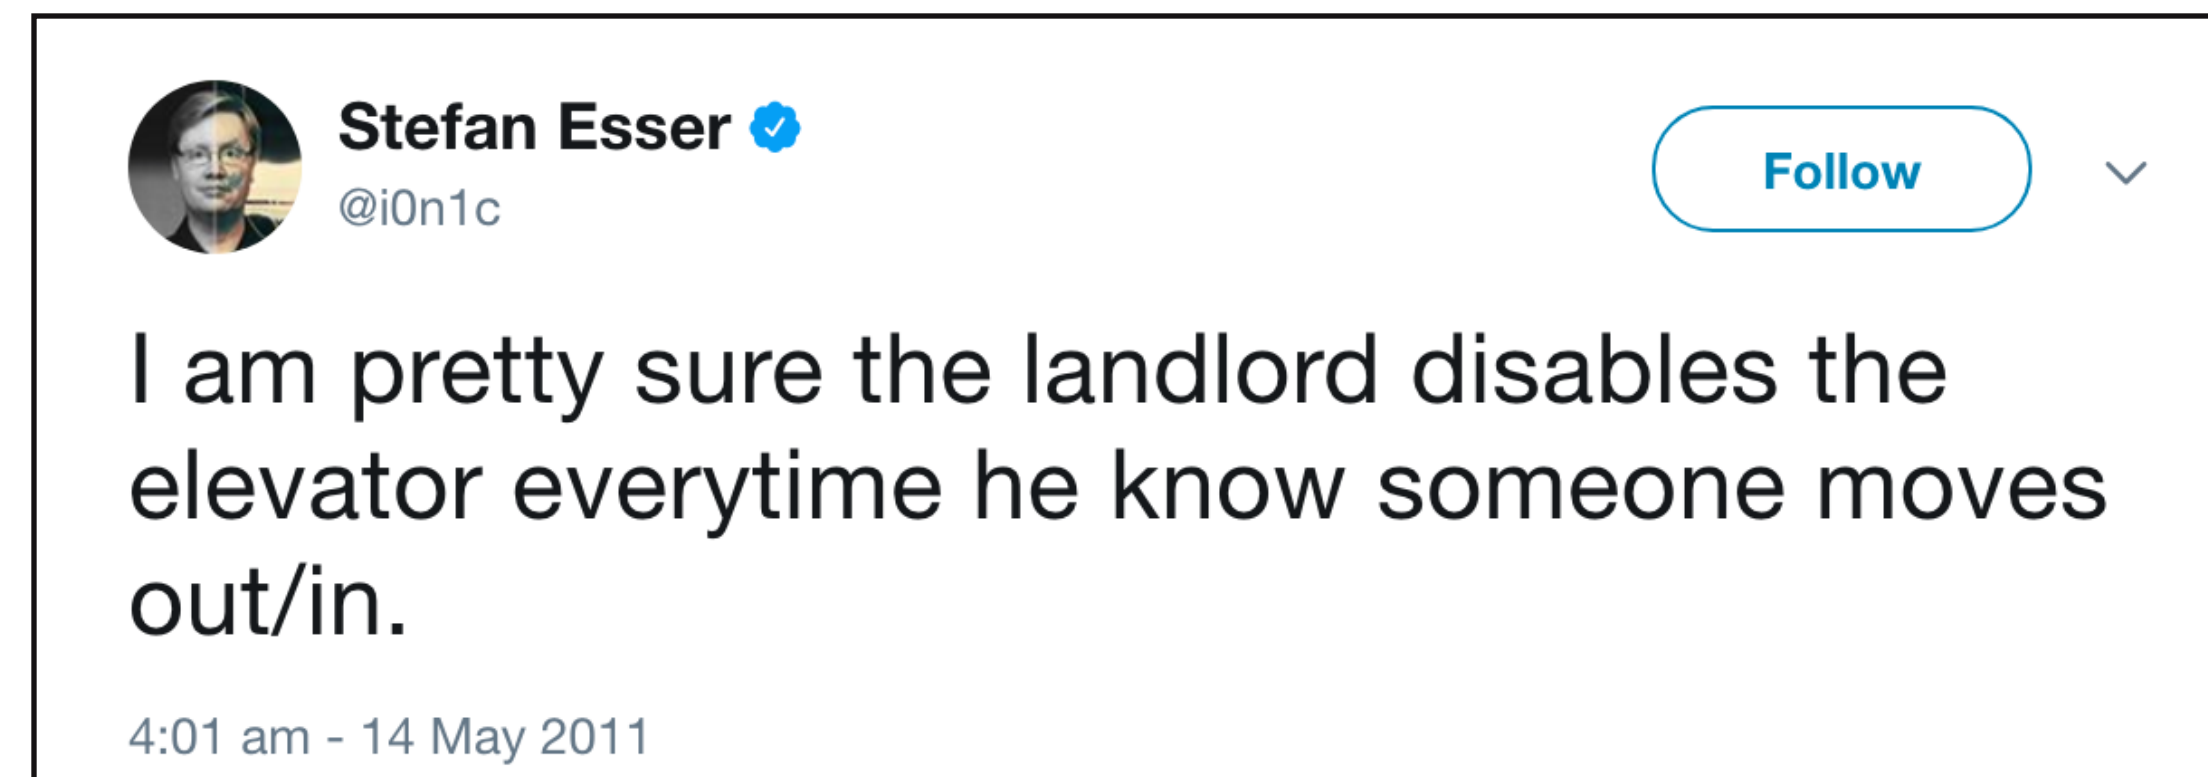 Stefan Esser
@i0n1c
Follow
I am pretty sure the landlord disables the
elevator everytime he know someone moves
out/in.
4:01 am - 14 May 2011